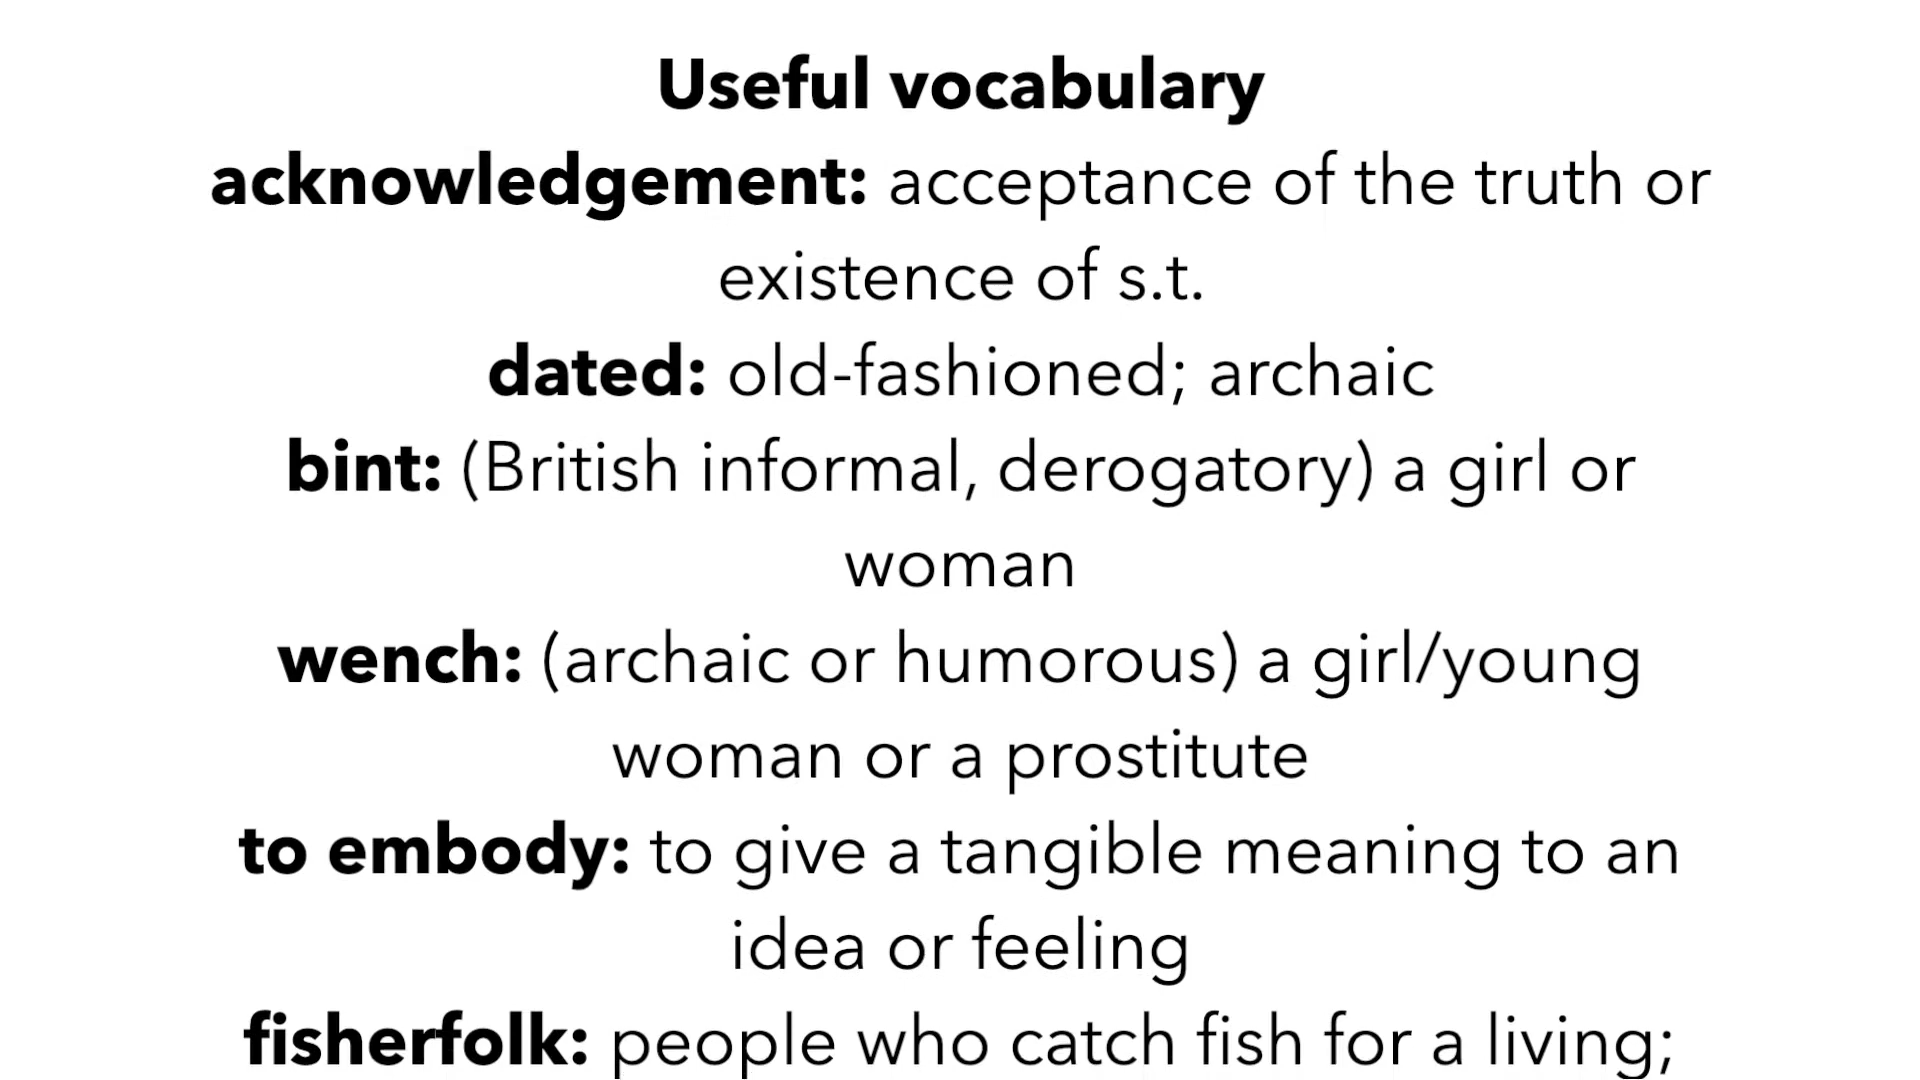 Useful vocabulary
acknowledgement: acceptance of the truth or
existence of s.t.
dated: old-fashioned; archaic
bint: (British informal, derogatory) a girl or
woman
wench: (archaic or humorous) a girl/young
woman or a prostitute
to embody: to give a tangible meaning to an
idea or feeling
fisherfolk: people who catch fish for a living;